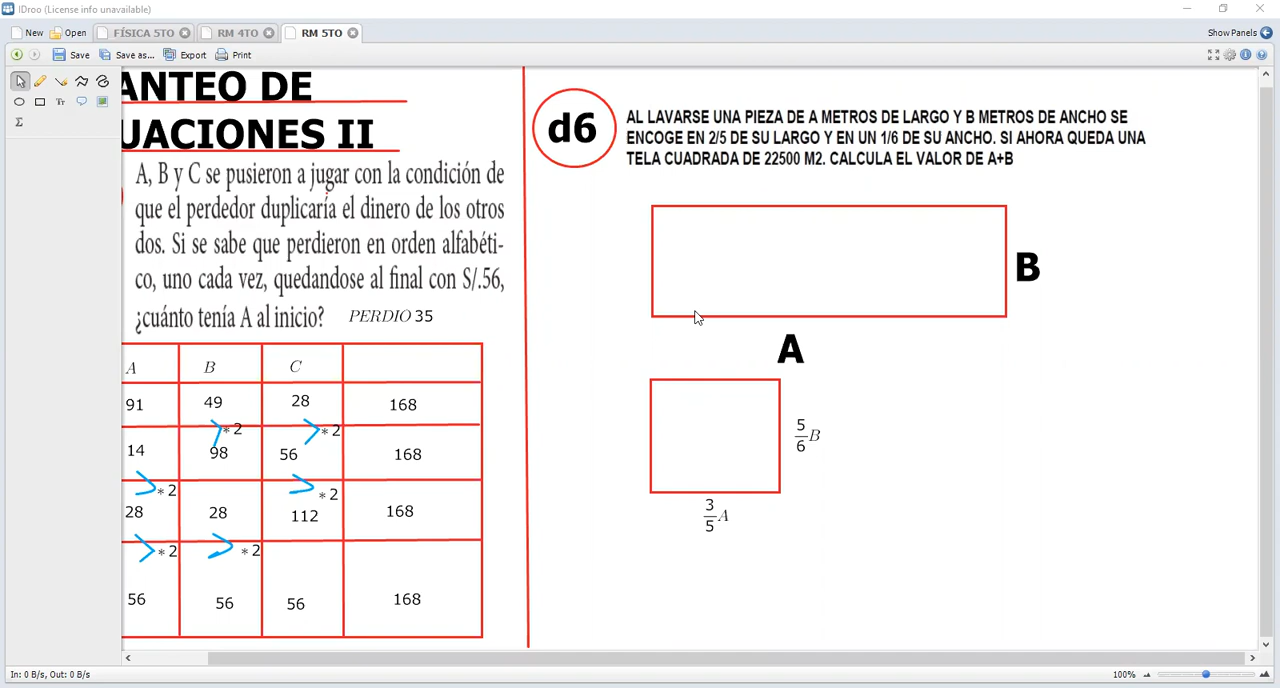 IDroo (License info unavailable)
New Open FÍSICA 5TO RM 4TO RM 5TO Show Panels
Save Save as... Export Print
Tr
Σ
ANTEO DE
UACIONES II
A, B y C se pusieron a jugar con la condición de
que el perdedor duplicaría el dinero de los otros
dos. Si se sabe que perdieron en orden alfabéti-
co, uno cada vez, quedandose al final con S/.56,
¿cuánto tenía A al inicio? PERDIO 35
A B C
91 49 28 168
*2 *2
14 98 56 168
*2 *2
28 28 112 168
*2 *2
56 56 56 168
d6
AL LAVARSE UNA PIEZA DE A METROS DE LARGO Y B METROS DE ANCHO SE
ENCOGE EN 2/5 DE SU LARGO Y EN UN 1/6 DE SU ANCHO. SI AHORA QUEDA UNA
TELA CUADRADA DE 22500 M2. CALCULA EL VALOR DE A+B
B
A
5/6 B
3/5 A
In: 0 B/s, Out: 0 B/s 100%